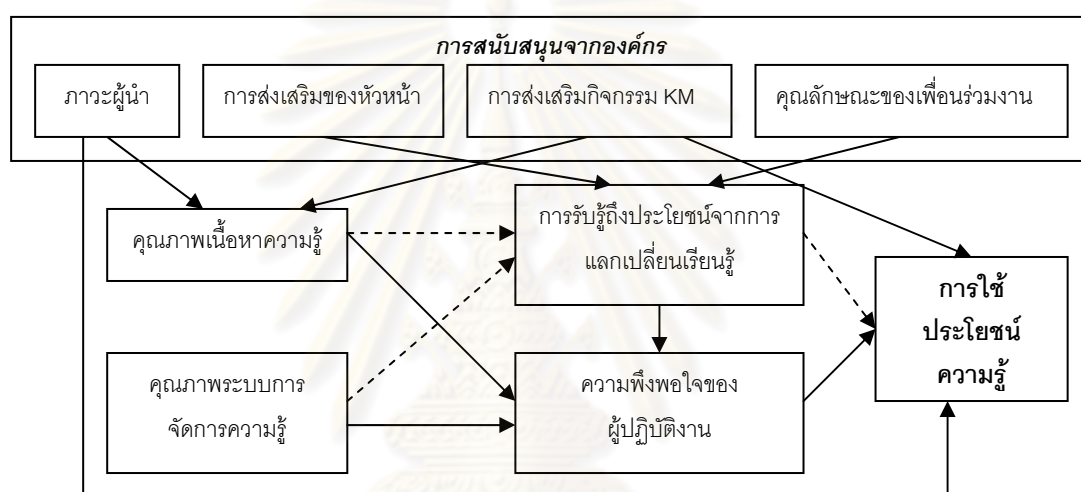 การสนับสนุนจากองค์กร
ภาวะผู้นำ
การส่งเสริมของหัวหน้า
การส่งเสริมกิจกรรม KM
คุณลักษณะของเพื่อนร่วมงาน
คุณภาพเนื้อหาความรู้
การรับรู้ถึงประโยชน์จากการ
แลกเปลี่ยนเรียนรู้
การใช้
ประโยชน์
ความรู้
คุณภาพระบบการ
จัดการความรู้
ความพึงพอใจของ
ผู้ปฏิบัติงาน